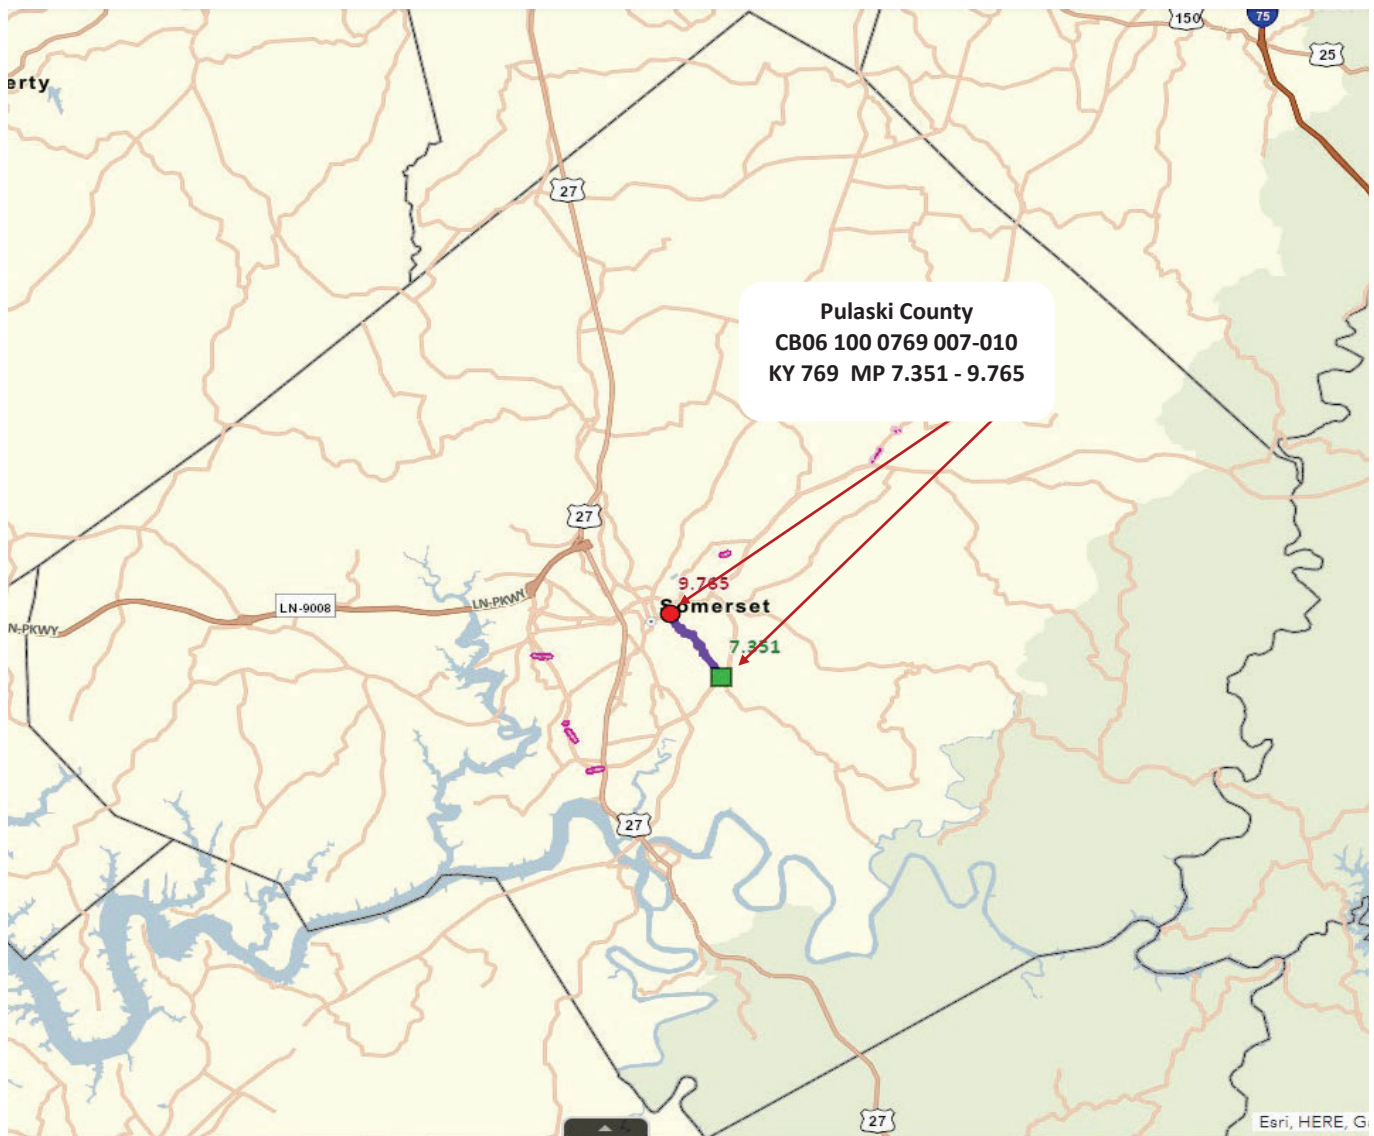 150
75
25
erty
27
Pulaski County
CB06 100 0769 007-010
KY 769 MP 7.351 - 9.765
27
9.765
LN-PKWY
LN-9008
Somerset
N-PKWY
7.351
27
27
Esri, HERE, G